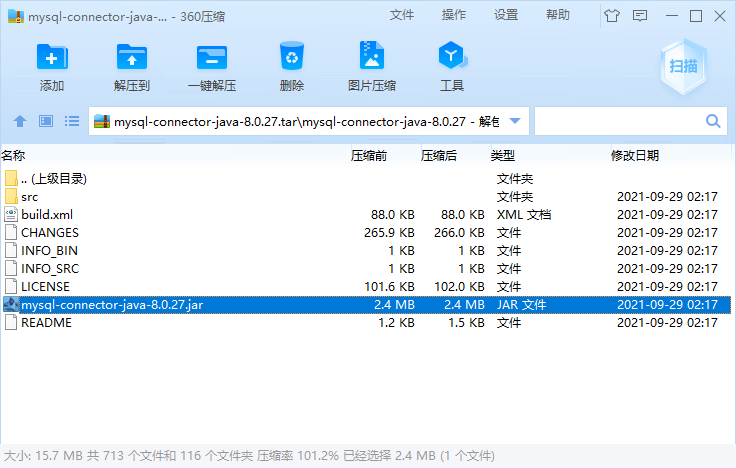 mysql-connector-java-... - 360压缩 文件 操作 设置 帮助
添加 解压到 一键解压 删除 图片压缩 工具 扫描
mysql-connector-java-8.0.27.tar\mysql-connector-java-8.0.27 - 解包
名称 压缩前 压缩后 类型 修改日期
.. (上级目录) 文件夹
src 文件夹 2021-09-29 02:17
build.xml 88.0 KB 88.0 KB XML 文档 2021-09-29 02:17
CHANGES 265.9 KB 266.0 KB 文件 2021-09-29 02:17
INFO_BIN 1 KB 1 KB 文件 2021-09-29 02:17
INFO_SRC 1 KB 1 KB 文件 2021-09-29 02:17
LICENSE 101.6 KB 102.0 KB 文件 2021-09-29 02:17
mysql-connector-java-8.0.27.jar 2.4 MB 2.4 MB JAR 文件 2021-09-29 02:17
README 1.2 KB 1.5 KB 文件 2021-09-29 02:17
大小: 15.7 MB 共 713 个文件和 116 个文件夹 压缩率 101.2% 已经选择 2.4 MB (1 个文件)